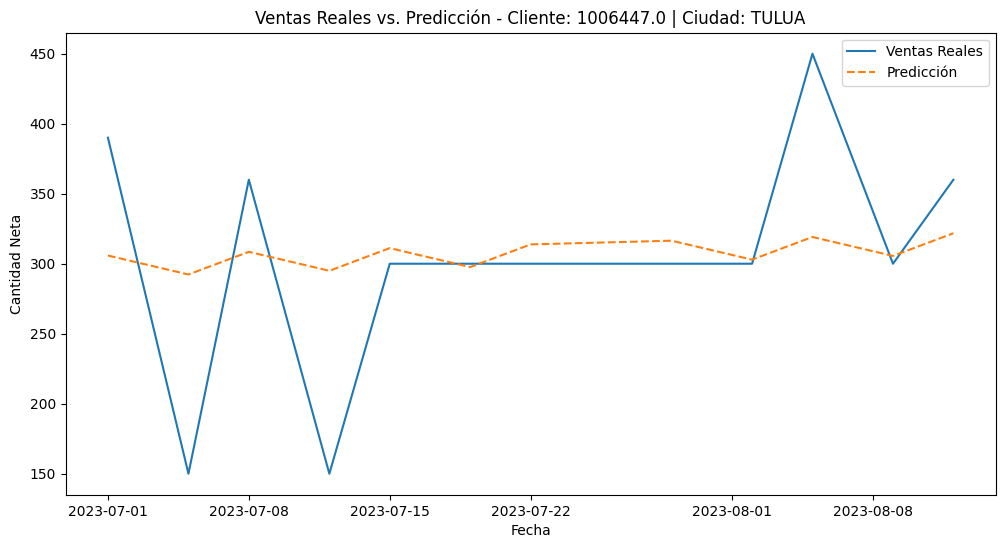 Ventas Reales vs. Predicción - Cliente: 1006447.0 | Ciudad: TULUA
Ventas Reales
Predicción
Cantidad Neta
450
400
350
300
250
200
150
2023-07-01
2023-07-08
2023-07-15
2023-07-22
2023-08-01
2023-08-08
Fecha